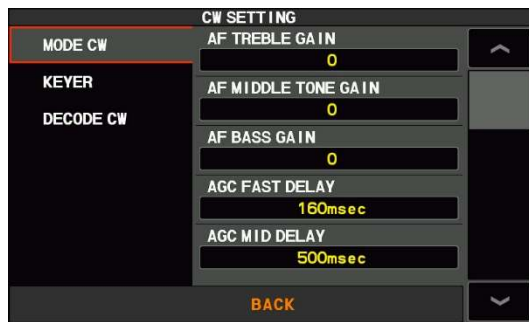 CW SETTING
MODE CW
KEYER
DECODE CW
AF TREBLE GAIN
0
AF MIDDLE TONE GAIN
0
AF BASS GAIN
0
AGC FAST DELAY
160msec
AGC MID DELAY
500msec
BACK